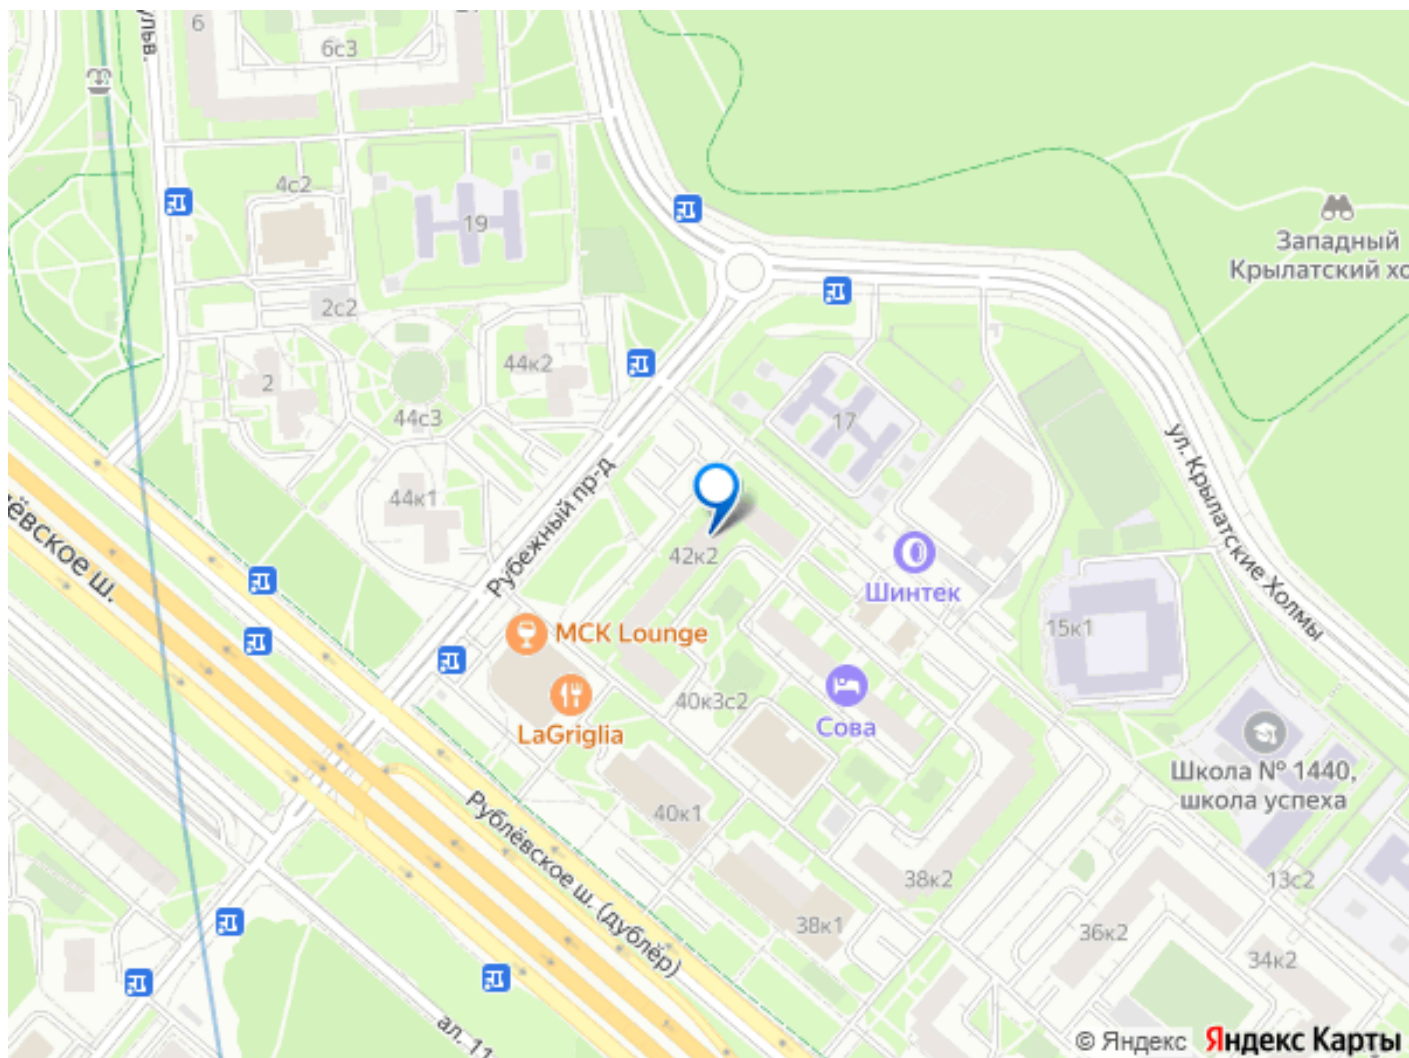 6
6с3
4с2
19
2с2
Западный
Крылатский хо
44к2
2
44с3
17
44к1
Рубежный пр-д
ул. Крылатские Холмы
ёвское ш.
42к2
Шинтек
MCK Lounge
15к1
40к3с2
Сова
LaGriglia
Школа № 1440,
школа успеха
40к1
Рублёвское ш. (дублёр)
38к2
13с2
38к1
36к2
34к2
ал. 11
© Яндекс Яндекс Карты